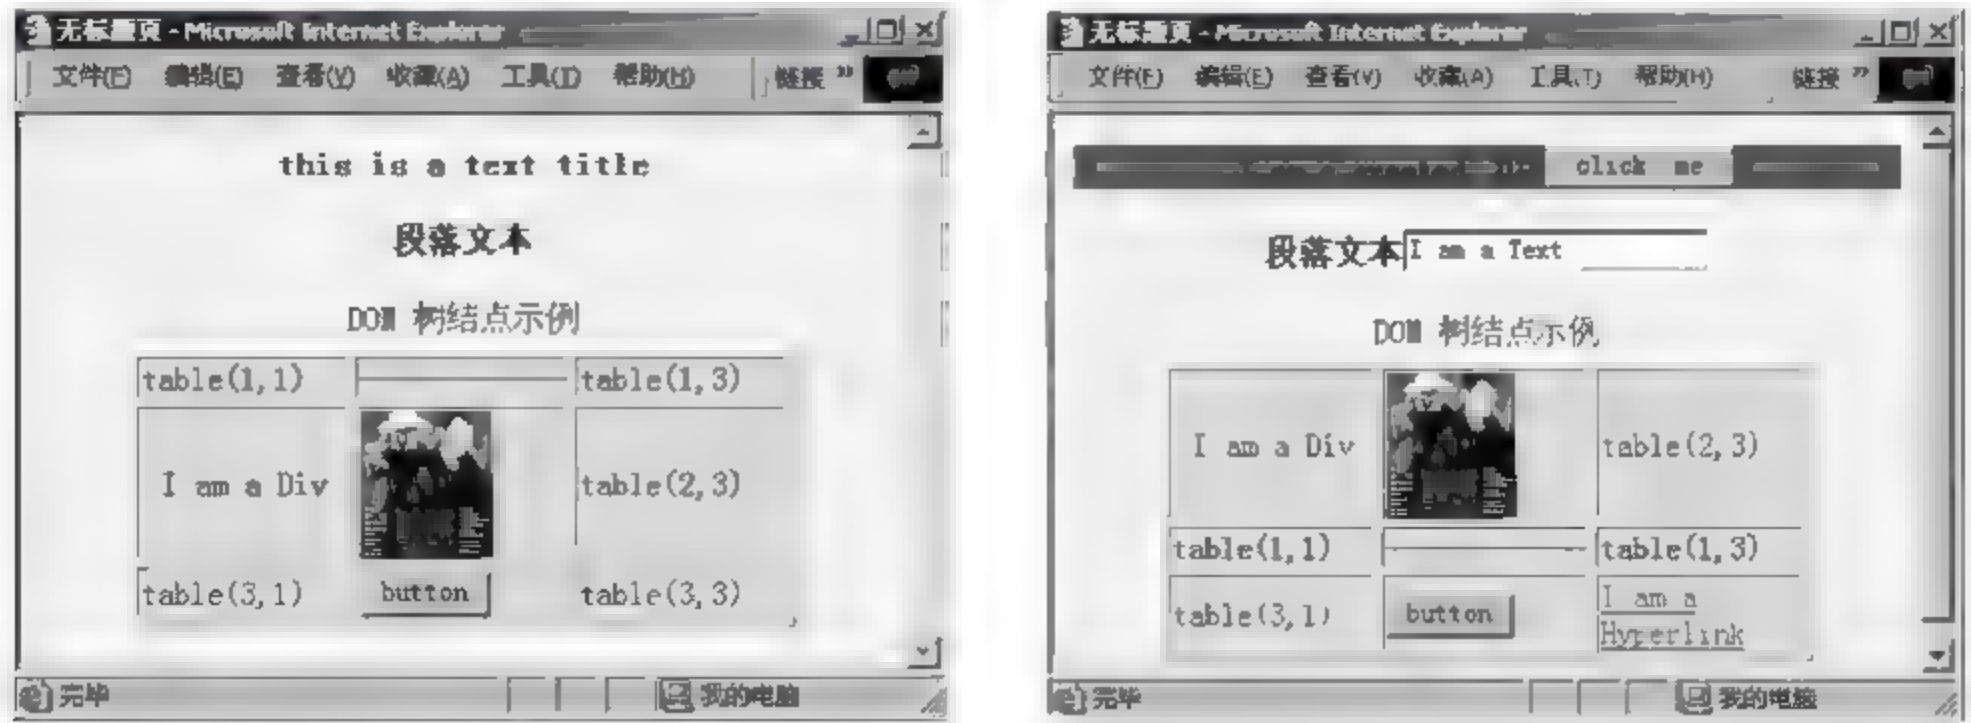 无标题页 - Microsoft Internet Explorer
文件(F) 编辑(E) 查看(V) 收藏(A) 工具(T) 帮助(H) 链接 »
this is a text title
段落文本
DOM 树结点示例
table(1,1) table(1,3)
I am a Div table(2,3)
table(3,1) button table(3,3)
完毕 我的电脑
无标题页 - Microsoft Internet Explorer
文件(F) 编辑(E) 查看(V) 收藏(A) 工具(T) 帮助(H) 链接 »
click me
段落文本 I am a Text
DOM 树结点示例
I am a Div table(2,3)
table(1,1) table(1,3)
table(3,1) button I am a
Hyperlink
完毕 我的电脑